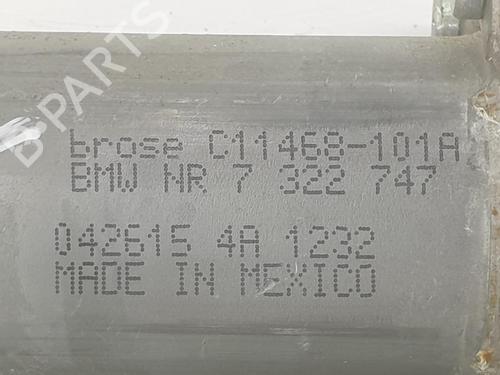 B-PARTS
brose C11468-101A
BMW NR 7 322 747
042615 4A 1232
MADE IN MEXICO